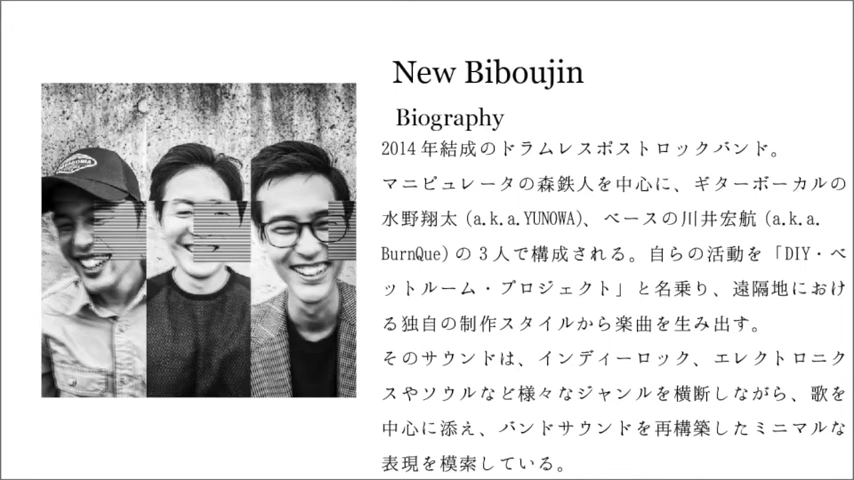 New Biboujin
Biography
2014年結成のドラムレスポストロックバンド。
マニピュレータの森鉄人を中心に、ギターボーカルの
水野翔太 (a.k.a.YUNOWA)、ベースの川井宏航 (a.k.a.
BurnQue) の 3 人で構成される。自らの活動を「DIY・ベ
ットルーム・プロジェクト」と名乗り、遠隔地におけ
る独自の制作スタイルから楽曲を生み出す。
そのサウンドは、インディーロック、エレクトロニク
スやソウルなど様々なジャンルを横断しながら、歌を
中心に添え、バンドサウンドを再構築したミニマルな
表現を模索している。